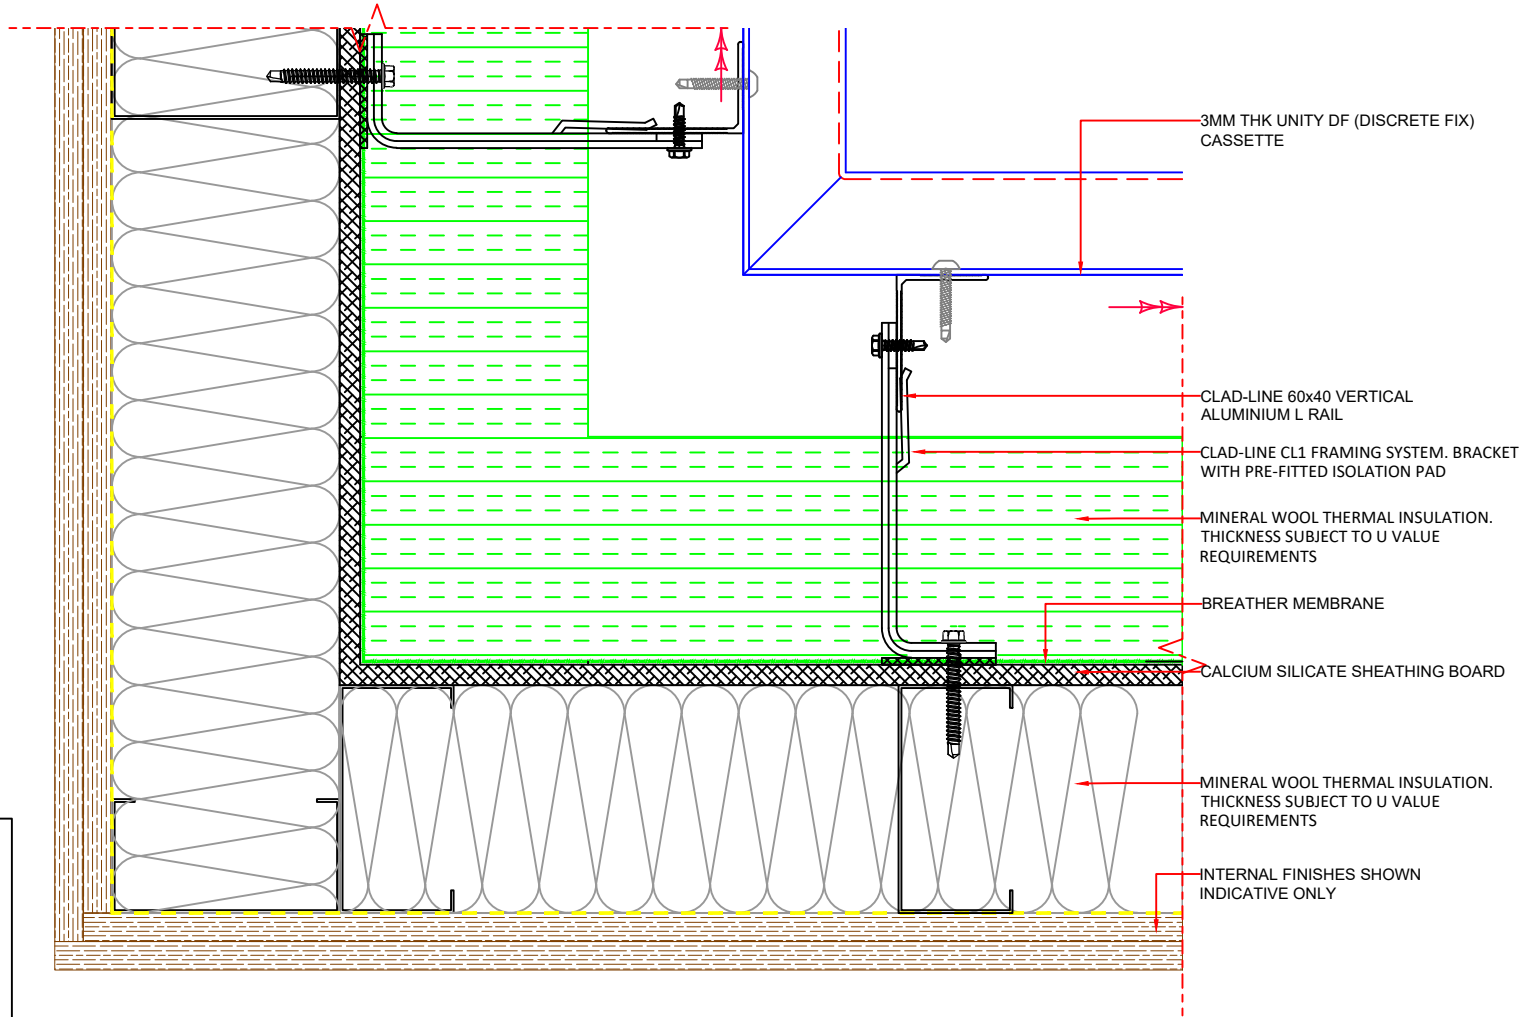 3MM THK UNITY DF (DISCRETE FIX)
CASSETTE
CLAD-LINE 60x40 VERTICAL
ALUMINIUM L RAIL
CLAD-LINE CL1 FRAMING SYSTEM. BRACKET
WITH PRE-FITTED ISOLATION PAD
MINERAL WOOL THERMAL INSULATION.
THICKNESS SUBJECT TO U VALUE
REQUIREMENTS
BREATHER MEMBRANE
CALCIUM SILICATE SHEATHING BOARD
MINERAL WOOL THERMAL INSULATION.
THICKNESS SUBJECT TO U VALUE
REQUIREMENTS
INTERNAL FINISHES SHOWN
INDICATIVE ONLY